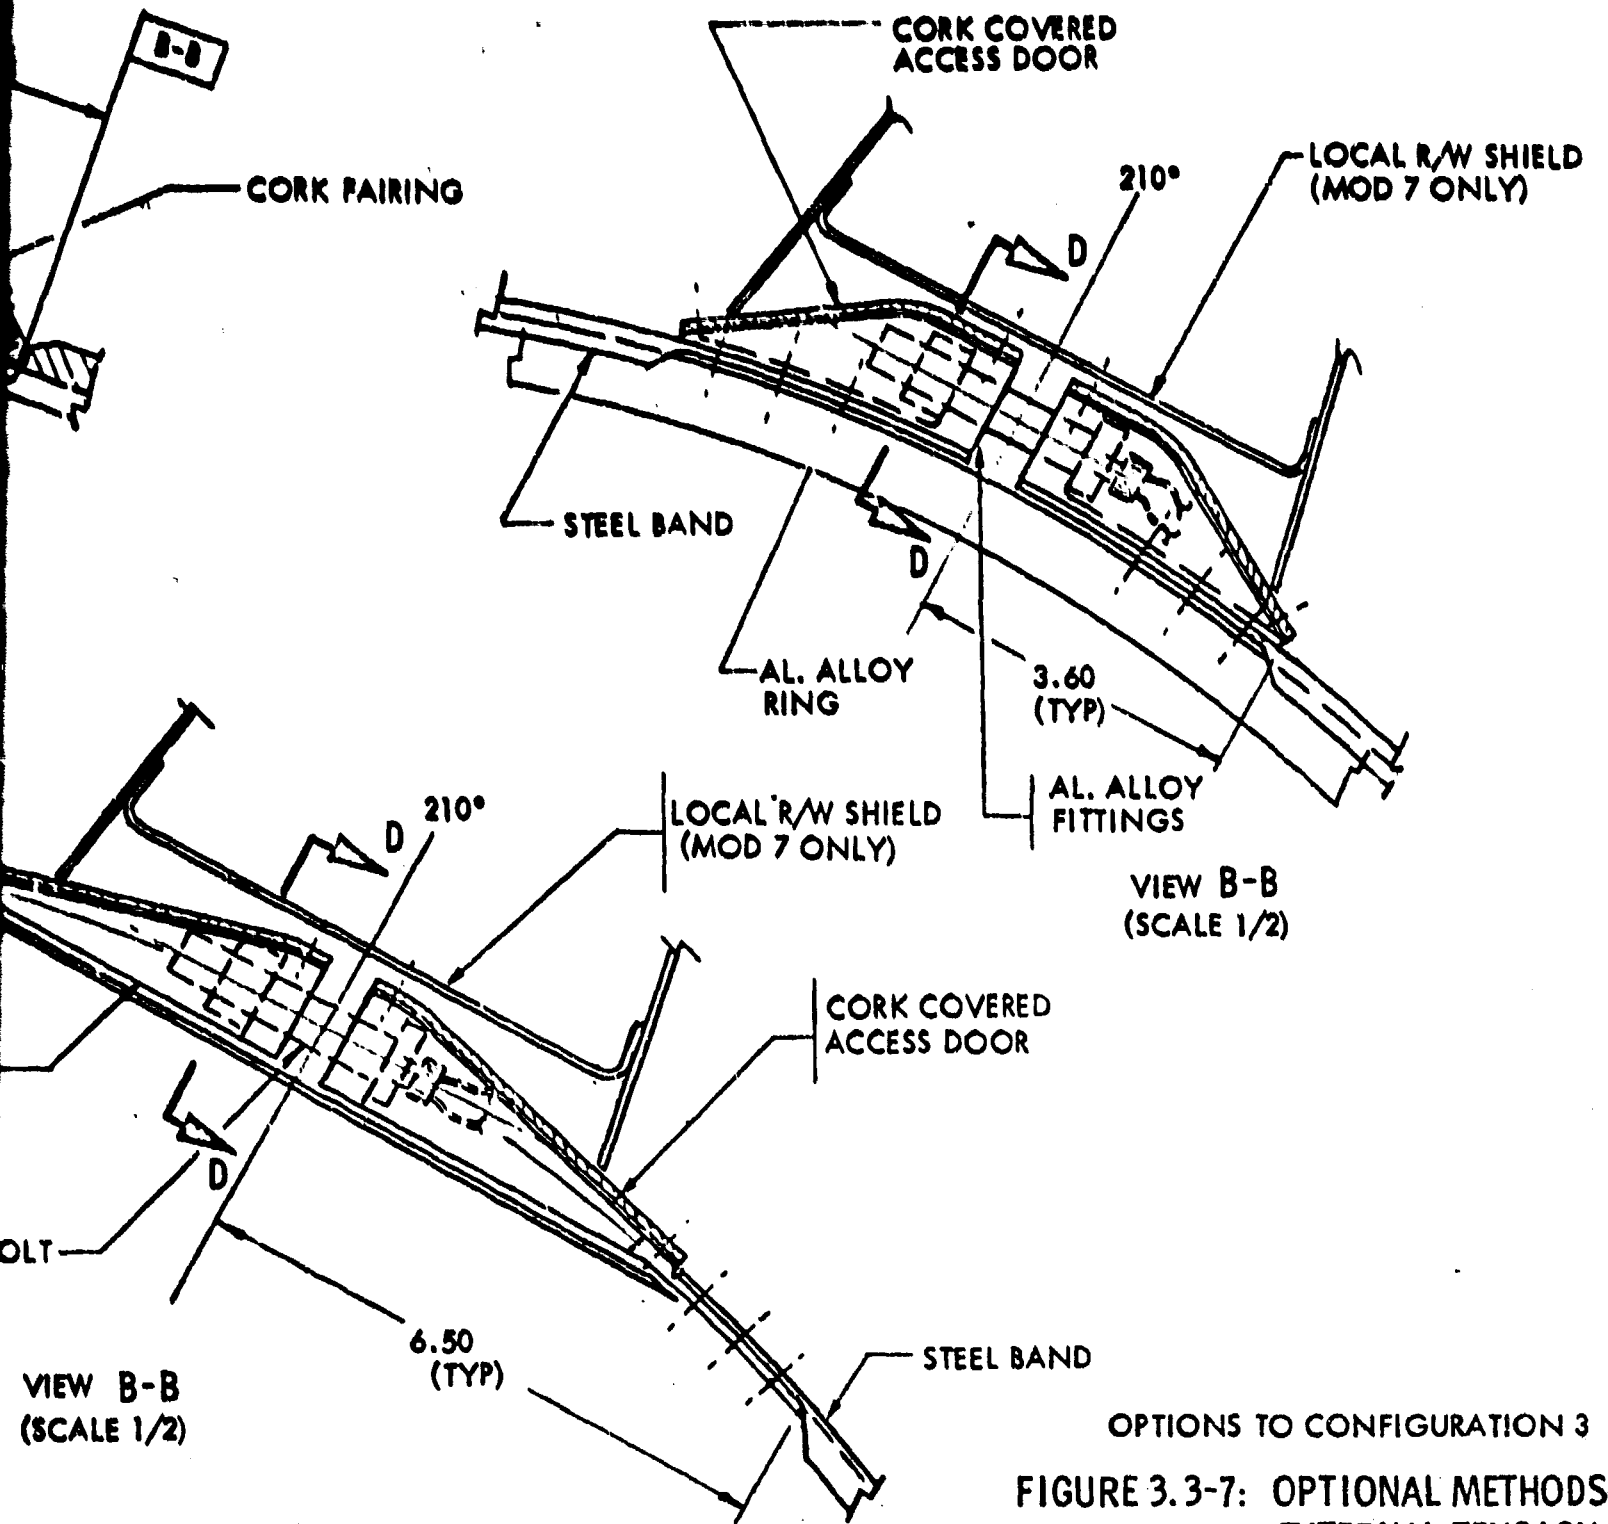 B-B
CORK COVERED
ACCESS DOOR
LOCAL R/W SHIELD
(MOD 7 ONLY)
210°
CORK FAIRING
D
STEEL BAND
D
AL. ALLOY
RING
3.60
(TYP)
AL. ALLOY
FITTINGS
VIEW B-B
(SCALE 1/2)
210°
D
LOCAL R/W SHIELD
(MOD 7 ONLY)
CORK COVERED
ACCESS DOOR
D
OLT
6.50
(TYP)
STEEL BAND
VIEW B-B
(SCALE 1/2)
OPTIONS TO CONFIGURATION 3
FIGURE 3.3-7: OPTIONAL METHODS